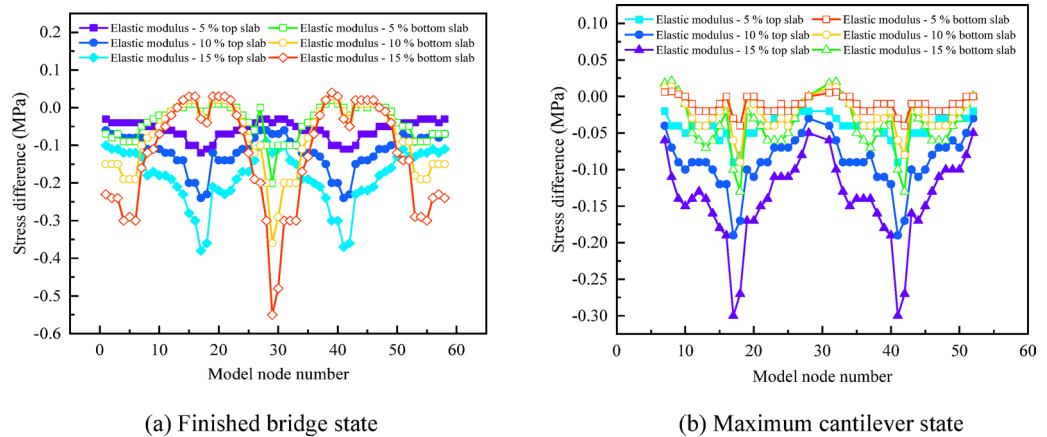 Elastic modulus - 5 % top slab
Elastic modulus - 5 % bottom slab
Elastic modulus - 10 % top slab
Elastic modulus - 10 % bottom slab
Elastic modulus - 15 % top slab
Elastic modulus - 15 % bottom slab
0.2
0.1
0.0
-0.1
-0.2
-0.3
-0.4
-0.5
-0.6
Stress difference (MPa)
0 10 20 30 40 50 60
Model node number
(a) Finished bridge state
Elastic modulus - 5 % top slab
Elastic modulus - 5 % bottom slab
Elastic modulus - 10 % top slab
Elastic modulus - 10 % bottom slab
Elastic modulus - 15 % top slab
Elastic modulus - 15 % bottom slab
0.10
0.05
0.00
-0.05
-0.10
-0.15
-0.20
-0.25
-0.30
Stress difference (MPa)
0 10 20 30 40 50 60
Model node number
(b) Maximum cantilever state